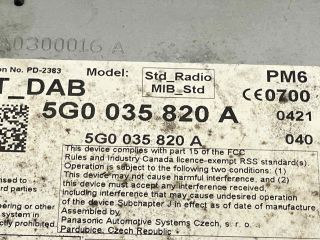 0300016 A
on No. PD-2383
Model: Std_Radio MIB_Std
PM6
T_DAB
CE0700
5G0 035 820 A 0421
5G0 035 820 A 040
This device complies with part 15 of the FCC
Rules and Industry Canada licence-exempt RSS standard(s)
Operation is subject to the following two conditions: (1)
This device may not cause harmful interference, and (2)
this device must accept any interference received,
including interference that may cause undesired operation
of the device Subchapter J in effect as of date of manufacture.
Assembled by
Panasonic Automotive Systems Czech, s. r. o.
Pardubice, Czech Republic
ering or other